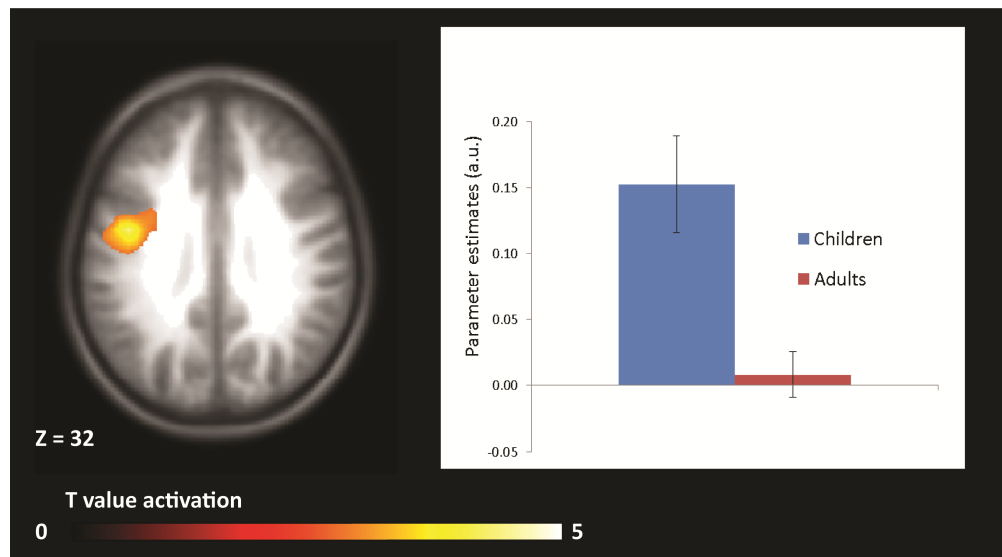 Z = 32
T value activation
0 5
Parameter estimates (a.u.)
0.20
0.15
0.10
0.05
0.00
-0.05
Children
Adults